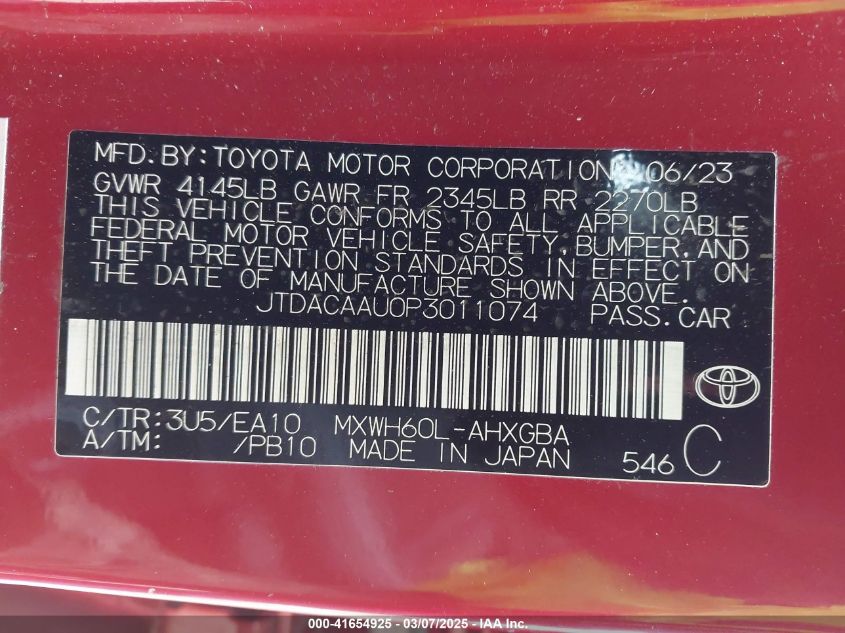 MFD. BY: TOYOTA MOTOR CORPORATION 06/23
GVWR 4145LB GAWR FR 2345LB RR 2270LB
THIS VEHICLE CONFORMS TO ALL APPLICABLE
FEDERAL MOTOR VEHICLE SAFETY, BUMPER, AND
THEFT PREVENTION STANDARDS IN EFFECT ON
THE DATE OF MANUFACTURE SHOWN ABOVE.
JTDACAAU0P3011074 PASS. CAR
C/TR: 3U5/EA10 MXWH60L-AHXGBA
A/TM: /PB10 MADE IN JAPAN 546 C
000-41654925 - 03/07/2025 - IAAI Inc.